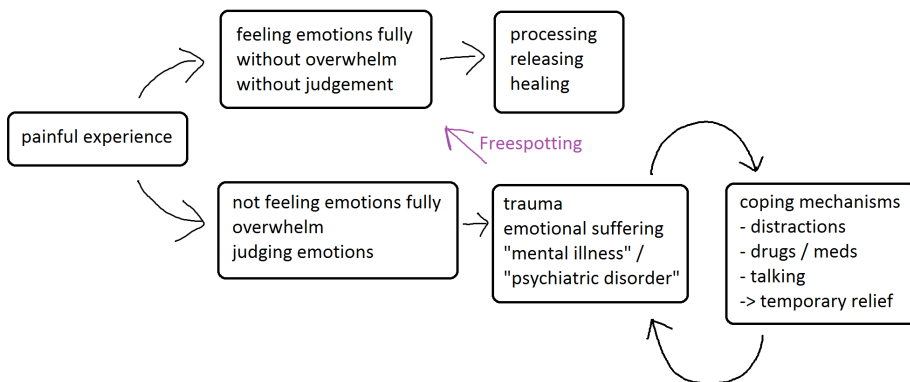 feeling emotions fully
without overwhelm
without judgement
processing
releasing
healing
painful experience
Freespotting
not feeling emotions fully
overwhelm
judging emotions
trauma
emotional suffering
"mental illness" /
"psychiatric disorder"
coping mechanisms
- distractions
- drugs / meds
- talking
-> temporary relief